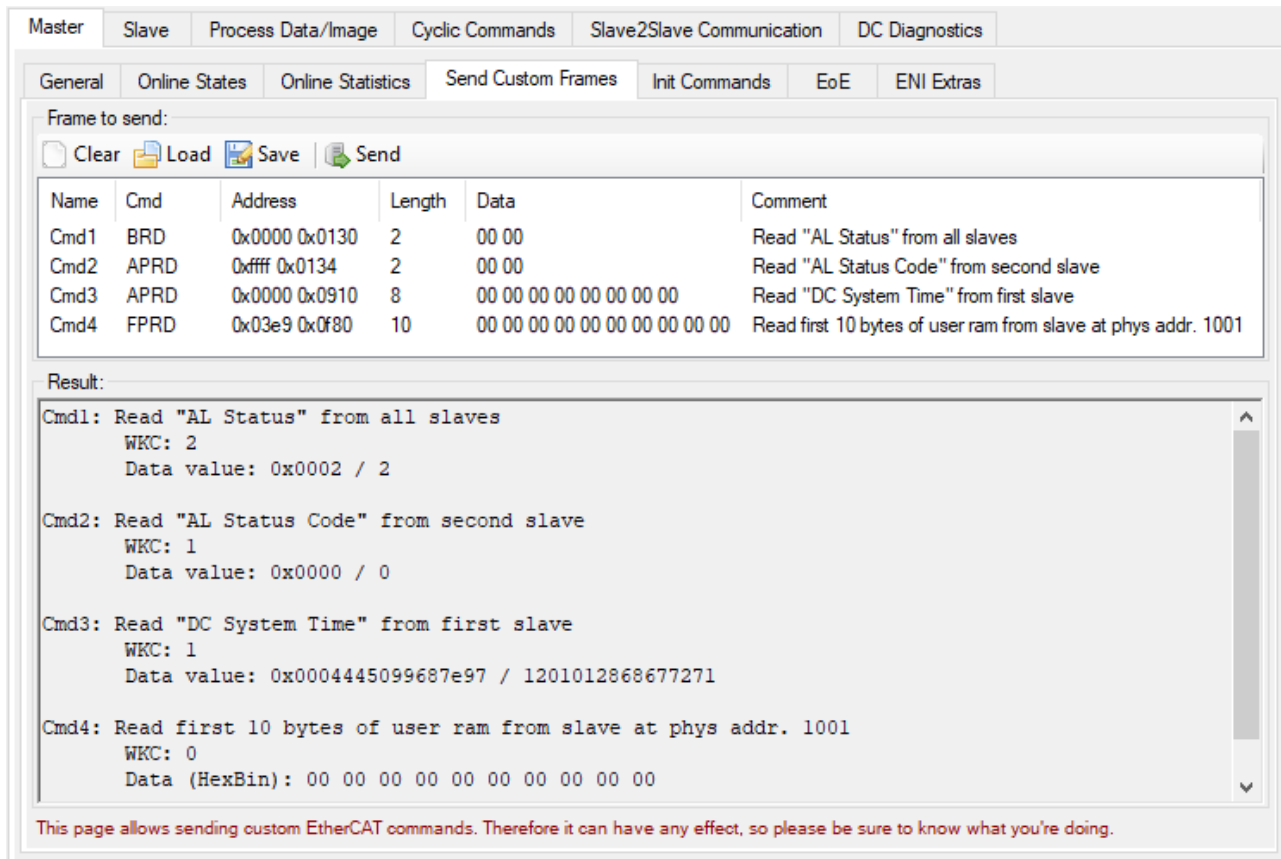 Master Slave Process Data/Image Cyclic Commands Slave2Slave Communication DC Diagnostics
General Online States Online Statistics Send Custom Frames Init Commands EoE ENI Extras
Frame to send:
Clear Load Save Send
Name Cmd Address Length Data Comment
Cmd1 BRD 0x0000 0x0130 2 00 00 Read "AL Status" from all slaves
Cmd2 APRD 0xffff 0x0134 2 00 00 Read "AL Status Code" from second slave
Cmd3 APRD 0x0000 0x0910 8 00 00 00 00 00 00 00 00 Read "DC System Time" from first slave
Cmd4 FPRD 0x03e9 0x0f80 10 00 00 00 00 00 00 00 00 00 00 Read first 10 bytes of user ram from slave at phys addr. 1001
Result:
Cmd1: Read "AL Status" from all slaves
WKC: 2
Data value: 0x0002 / 2
Cmd2: Read "AL Status Code" from second slave
WKC: 1
Data value: 0x0000 / 0
Cmd3: Read "DC System Time" from first slave
WKC: 1
Data value: 0x0004445099687e97 / 1201012868677271
Cmd4: Read first 10 bytes of user ram from slave at phys addr. 1001
WKC: 0
Data (HexBin): 00 00 00 00 00 00 00 00 00 00
This page allows sending custom EtherCAT commands. Therefore it can have any effect, so please be sure to know what you're doing.